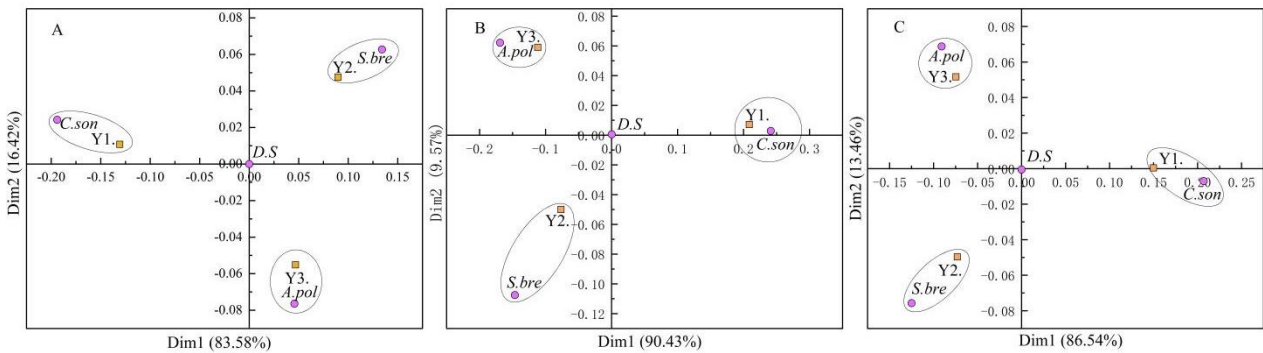 A
0.08
0.06
0.04
0.02
0.00
-0.02
-0.04
-0.06
-0.08
-0.20
-0.15
-0.10
-0.05
0.00
0.05
0.10
0.15
S.bre
Y2.
C.son
Y1.
D.S
Y3.
A.pol
Dim2 (16.42%)
Dim1 (83.58%)
B
0.08
0.06
0.04
0.02
0.00
-0.02
-0.04
-0.06
-0.08
-0.10
-0.12
-0.2
-0.1
0.0
0.1
0.2
0.3
Y3.
A.pol
D.S
Y1.
C.son
Y2.
S.bre
Dim2 (9.57%)
Dim1 (90.43%)
C
0.08
0.06
0.04
0.02
0.00
-0.02
-0.04
-0.06
-0.08
-0.15
-0.10
-0.05
0.00
0.05
0.10
0.15
0.20
0.25
A.pol
Y3.
D.S
Y1.
C.son
Y2.
S.bre
Dim2 (13.46%)
Dim1 (86.54%)